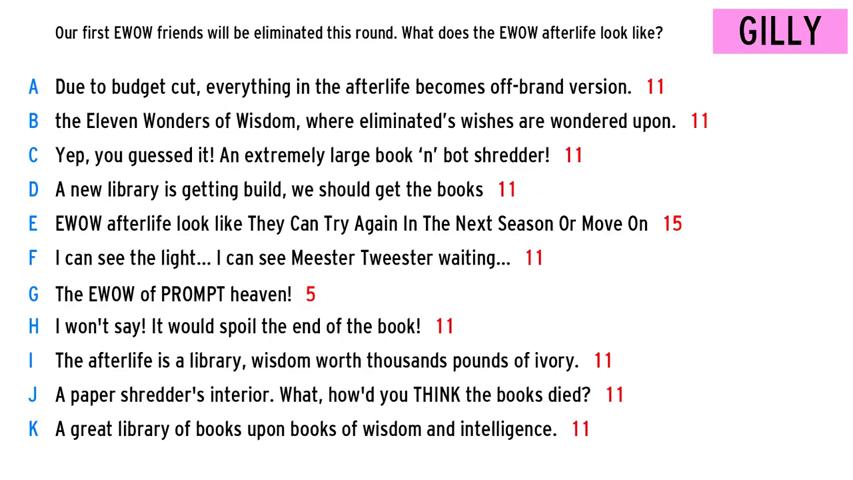 Our first EWOW friends will be eliminated this round. What does the EWOW afterlife look like?
GILLY
A Due to budget cut, everything in the afterlife becomes off-brand version. 11
B the Eleven Wonders of Wisdom, where eliminated's wishes are wondered upon. 11
C Yep, you guessed it! An extremely large book ‘n’ bot shredder! 11
D A new library is getting build, we should get the books 11
E EWOW afterlife look like They Can Try Again In The Next Season Or Move On 15
F I can see the light... I can see Meester Tweester waiting... 11
G The EWOW of PROMPT heaven! 5
H I won't say! It would spoil the end of the book! 11
I The afterlife is a library, wisdom worth thousands pounds of ivory. 11
J A paper shredder's interior. What, how'd you THINK the books died? 11
K A great library of books upon books of wisdom and intelligence. 11